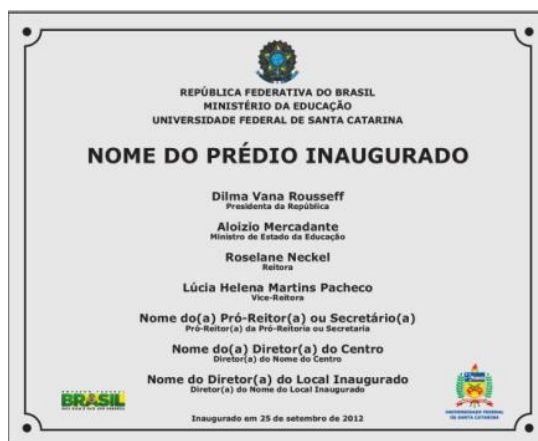 REPÚBLICA FEDERATIVA DO BRASIL
MINISTÉRIO DA EDUCAÇÃO
UNIVERSIDADE FEDERAL DE SANTA CATARINA
NOME DO PRÉDIO INAUGURADO
Dilma Vana Rousseff
Presidenta da República
Aloizio Mercadante
Ministro de Estado da Educação
Roselane Neckel
Reitora
Lúcia Helena Martins Pacheco
Vice-Reitora
Nome do(a) Pró-Reitor(a) ou Secretário(a)
Pró-Reitor(a) da Pró-Reitoria ou Secretaria
Nome do(a) Diretor(a) do Centro
Diretor(a) do Nome do Centro
Nome do Diretor(a) do Local Inaugurado
Diretor(a) do Nome do Local Inaugurado
BRASIL
UNIVERSIDADE FEDERAL
DE SANTA CATARINA
Inaugurado em 25 de setembro de 2012